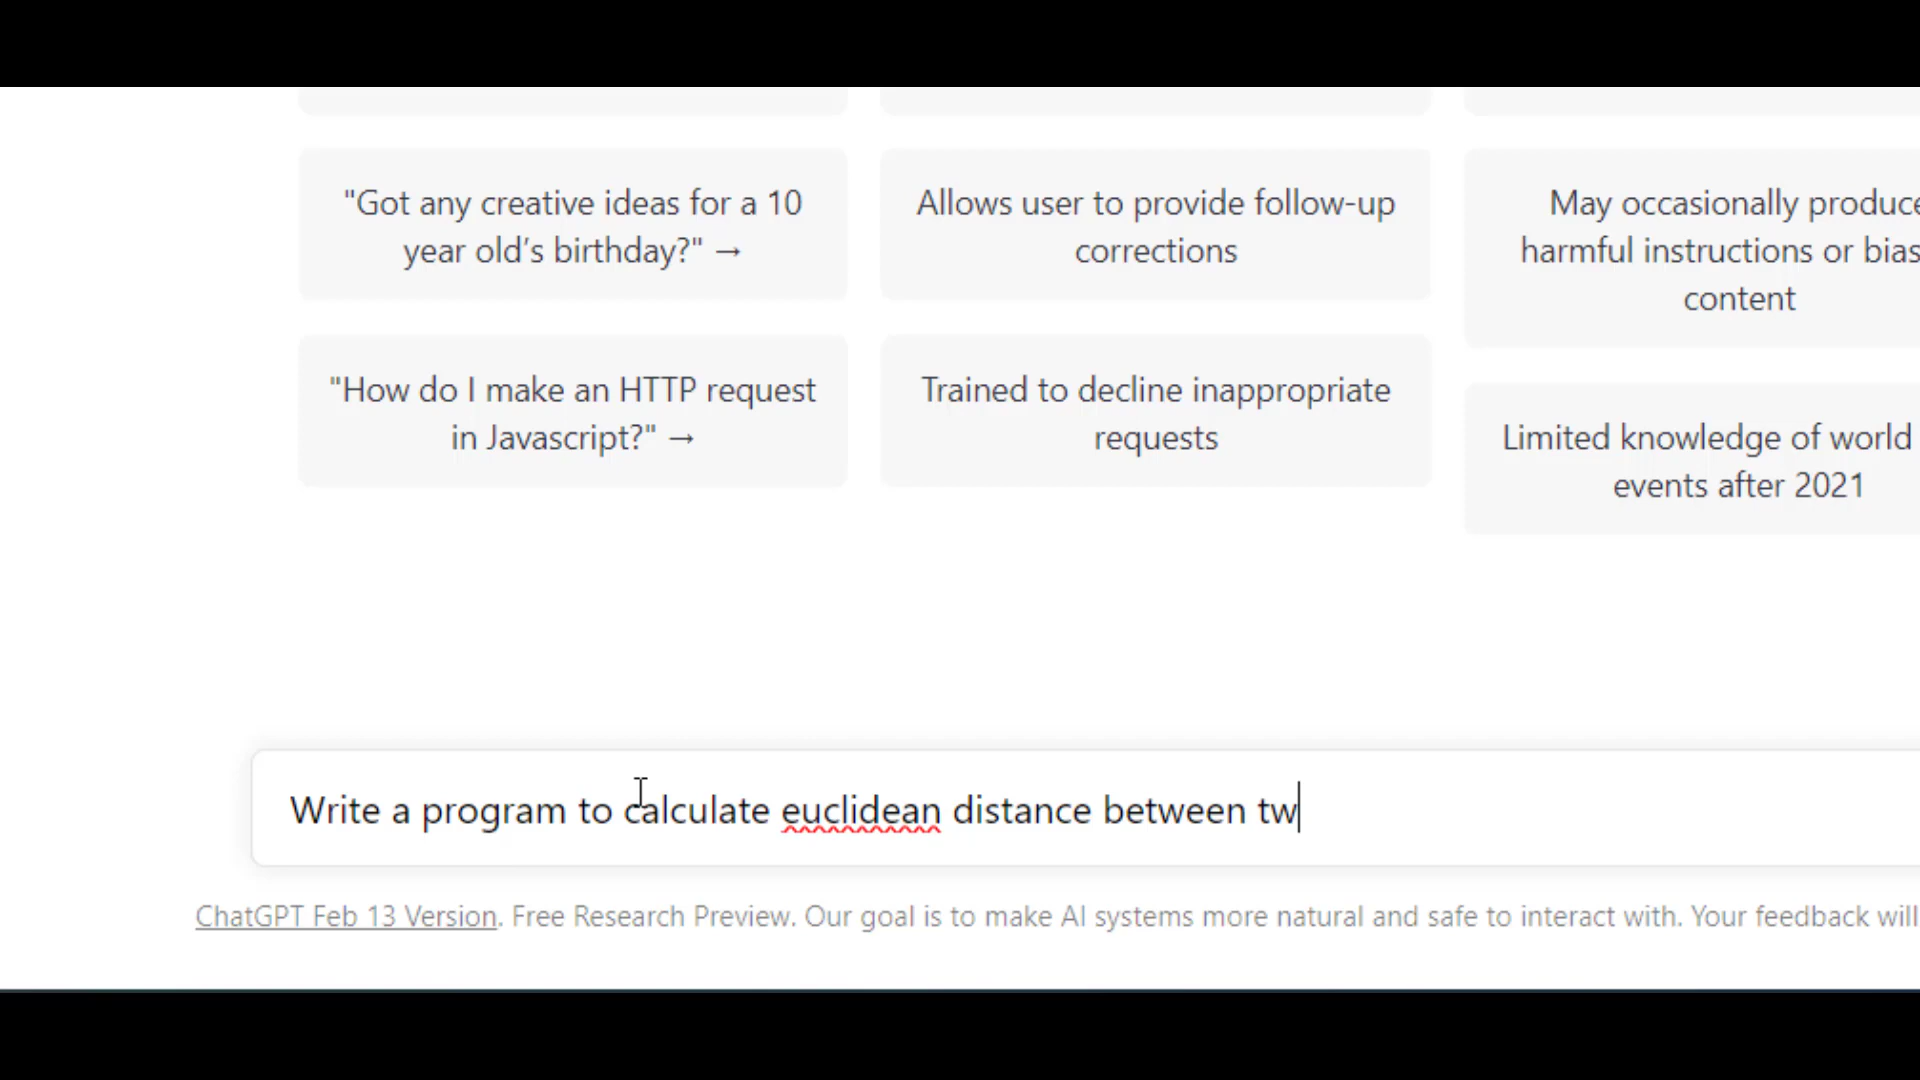 "Got any creative ideas for a 10
year old’s birthday?" →
Allows user to provide follow-up
corrections
May occasionally produce
harmful instructions or bias
content
"How do I make an HTTP request
in Javascript?" →
Trained to decline inappropriate
requests
Limited knowledge of world
events after 2021
Write a program to calculate euclidean distance between tw
ChatGPT Feb 13 Version. Free Research Preview. Our goal is to make AI systems more natural and safe to interact with. Your feedback will